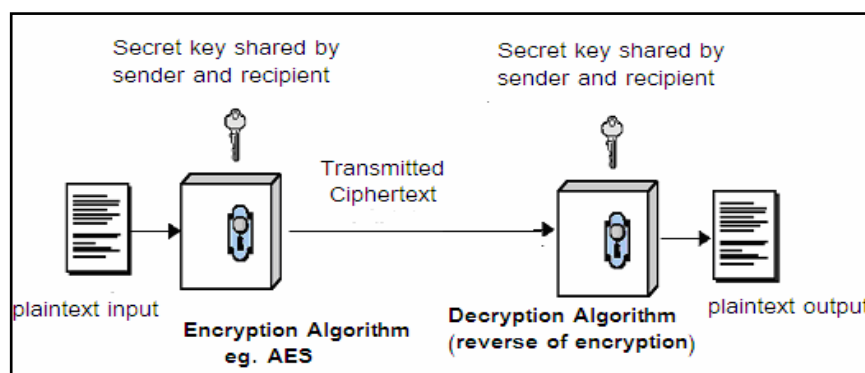 Secret key shared by
sender and recipient
Secret key shared by
sender and recipient
Transmitted
Ciphertext
plaintext input
Encryption Algorithm
eg. AES
Decryption Algorithm
(reverse of encryption)
plaintext output